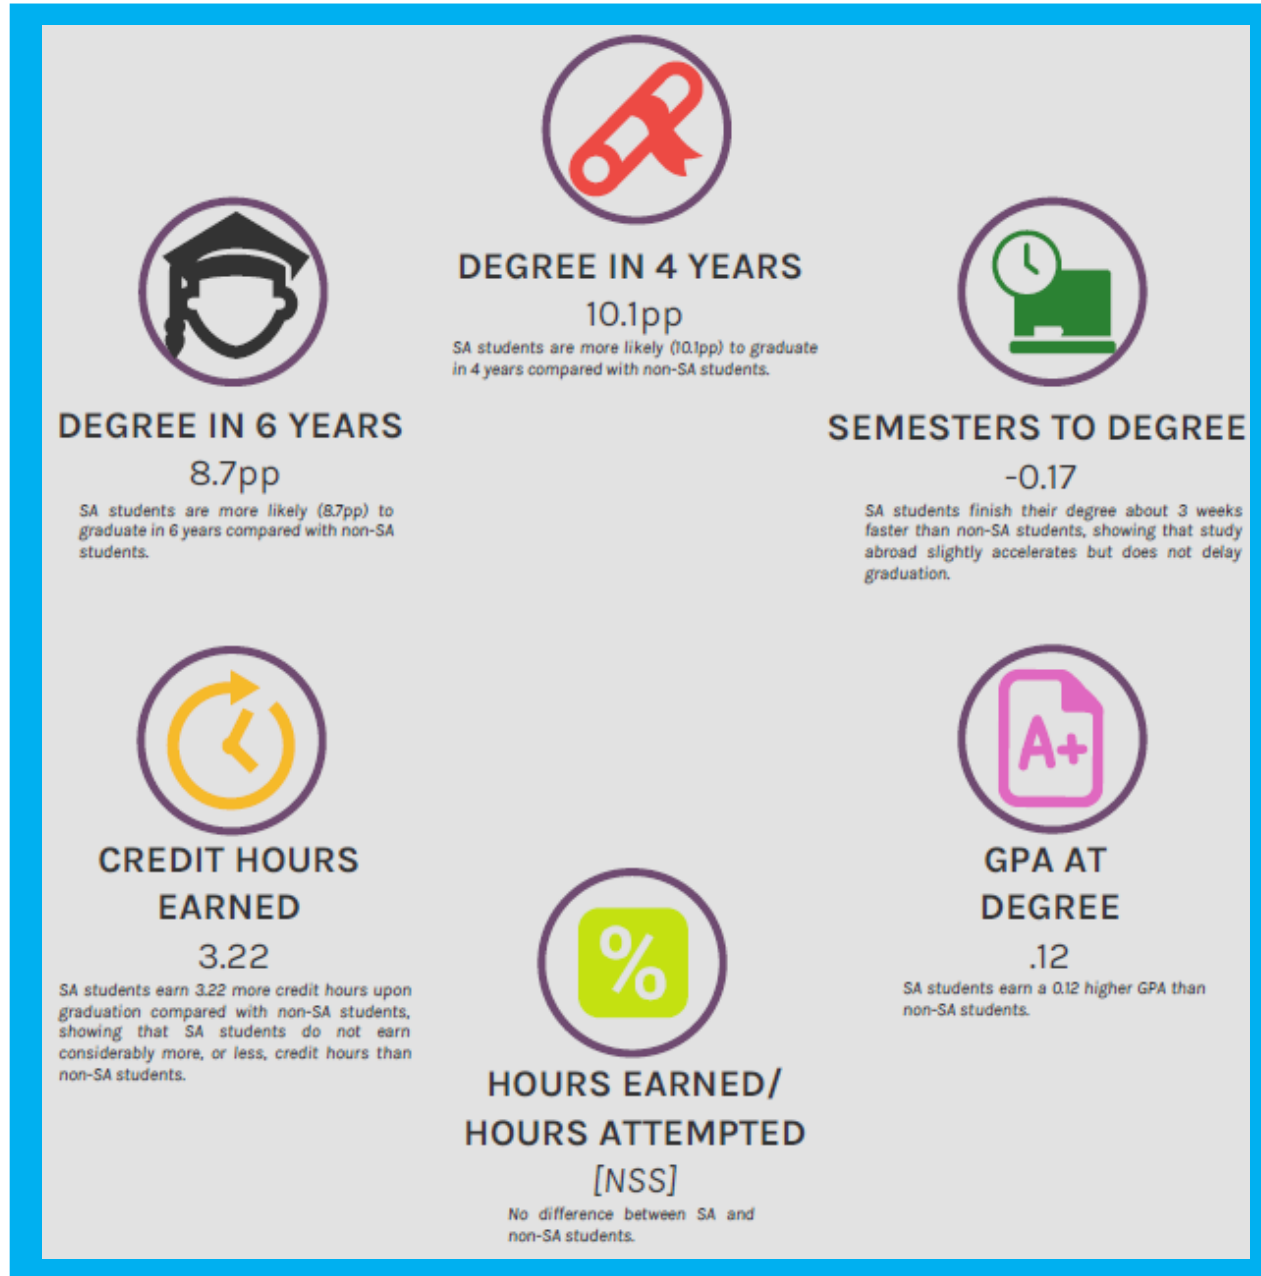 DEGREE IN 4 YEARS
10.1pp
SA students are more likely (10.1pp) to graduate
in 4 years compared with non-SA students.
DEGREE IN 6 YEARS
8.7pp
SA students are more likely (8.7pp) to
graduate in 6 years compared with non-SA
students.
SEMESTERS TO DEGREE
-0.17
SA students finish their degree about 3 weeks
faster than non-SA students, showing that study
abroad slightly accelerates but does not delay
graduation.
A+
CREDIT HOURS
EARNED
3.22
SA students earn 3.22 more credit hours upon
graduation compared with non-SA students,
showing that SA students do not earn
considerably more, or less, credit hours than
non-SA students.
GPA AT
DEGREE
.12
SA students earn a 0.12 higher GPA than
non-SA students.
%
HOURS EARNED/
HOURS ATTEMPTED
[NSS]
No difference between SA and
non-SA students.